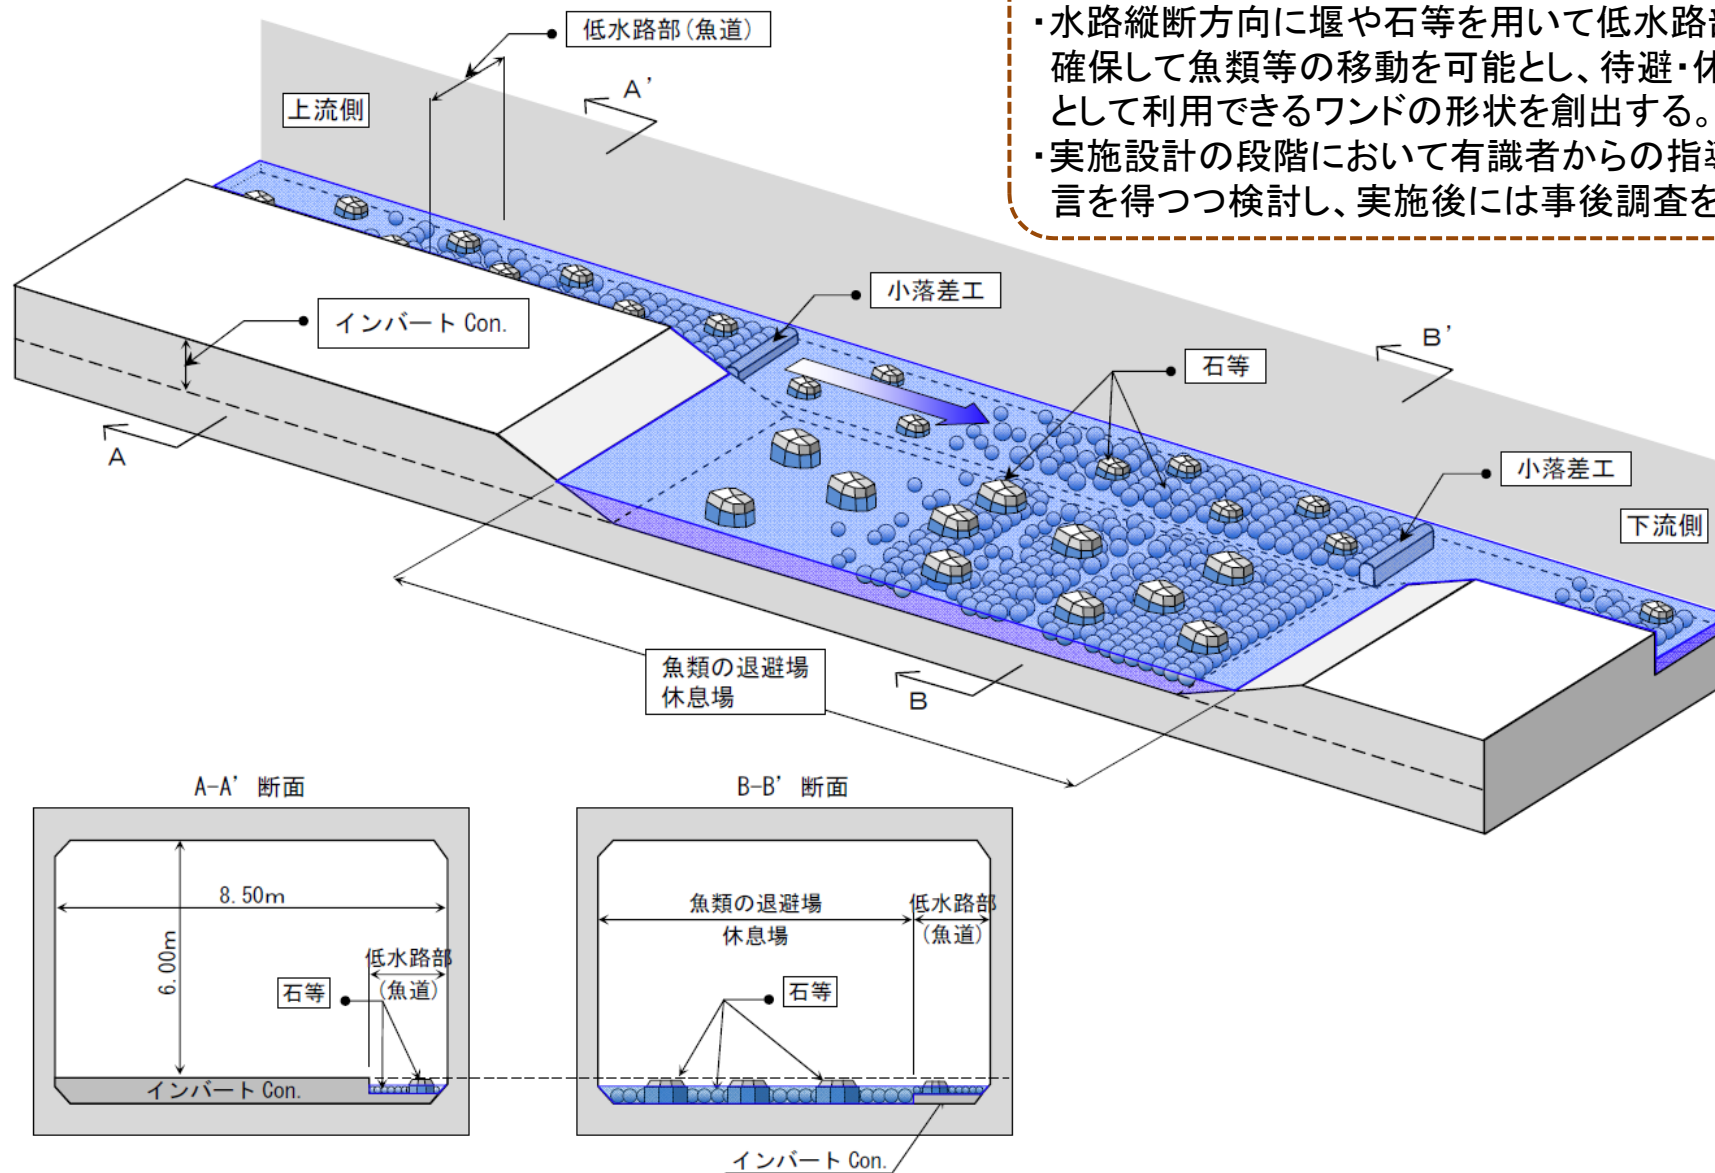 ・水路縦断方向に堰や石等を用いて低水路部
確保して魚類等の移動を可能とし、待避・休
として利用できるワンドの形状を創出する。
・実施設計の段階において有識者からの指導
言を得つつ検討し、実施後には事後調査を
低水路部(魚道)
上流側
A'
小落差工
インバート Con.
B'
石等
A
小落差工
下流側
魚類の退避場
休息場
B
A-A' 断面
8.50m
6.00m
低水路部
(魚道)
石等
インバート Con.
B-B' 断面
魚類の退避場
休息場
低水路部
(魚道)
石等
インバート Con.